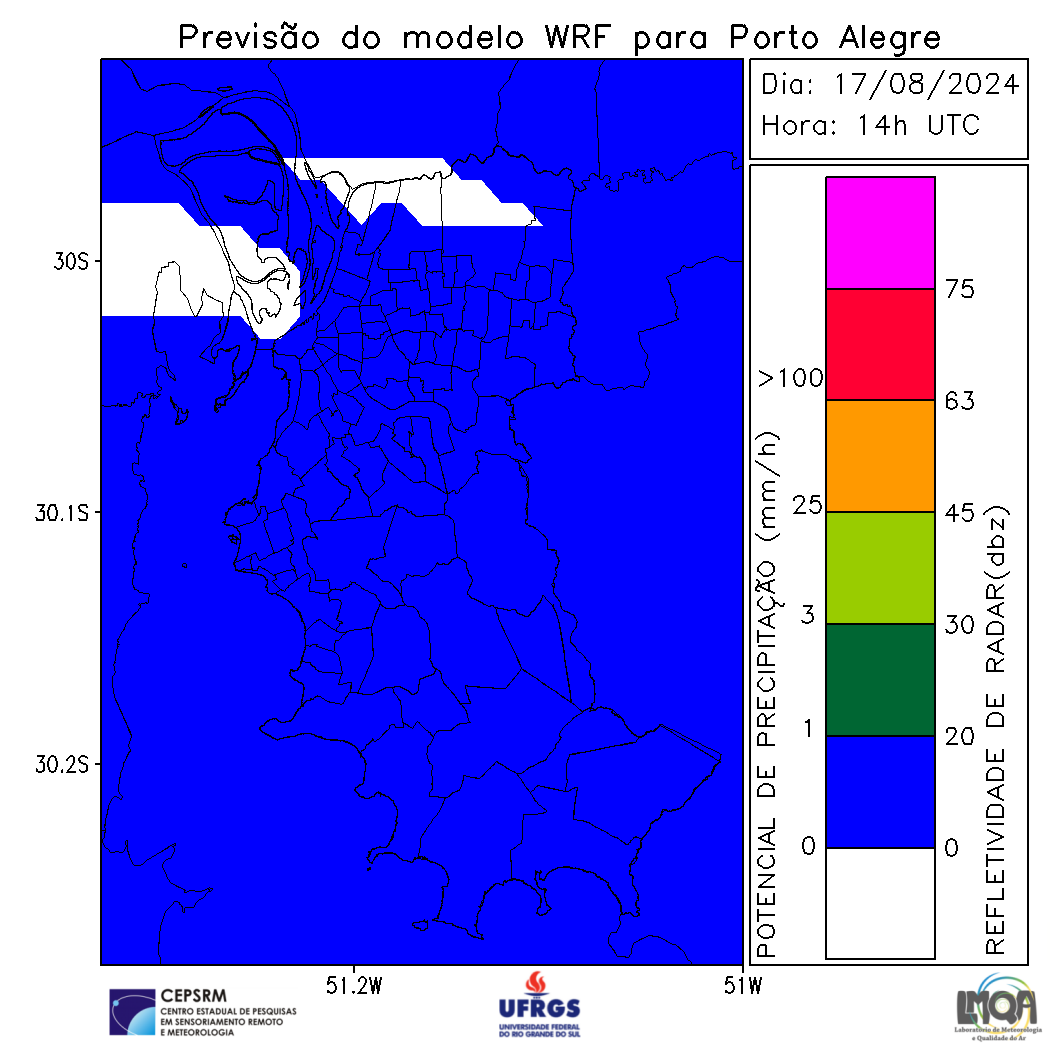 Previsão do modelo WRF para Porto Alegre
Dia: 17/08/2024
Hora: 14h UTC
30S
30.1S
30.2S
51.2W
51W
POTENCIAL DE PRECIPITAÇÃO (mm/h)
>100
25
3
1
0
75
63
45
30
20
0
REFLETIVIDADE DE RADAR(dbz)
CEPSRM
CENTRO ESTADUAL DE PESQUISAS
EM SENSORIAMENTO REMOTO
E METEOROLOGIA
UFRGS
UNIVERSIDADE FEDERAL
DO RIO GRANDE DO SUL
LMQA
Laboratório de Meteorologia
e Qualidade do Ar